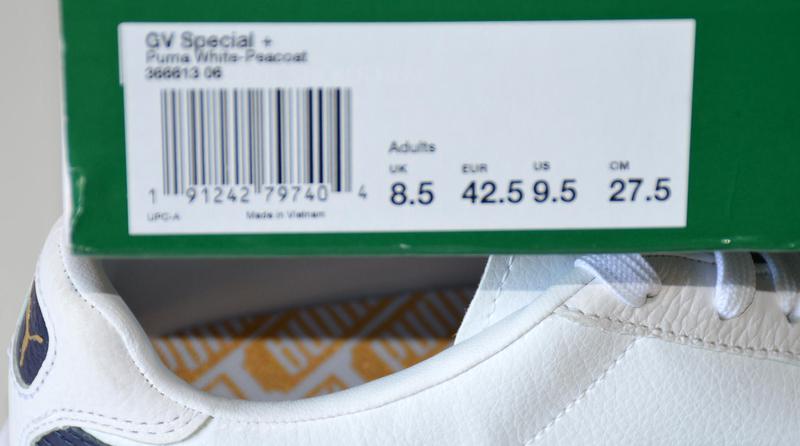 GV Special +
Puma White-Peacoat
366613 06
Adults
UK EUR US CM
8.5 42.5 9.5 27.5
1 91242 79740 4
UPC-A Made in Vietnam